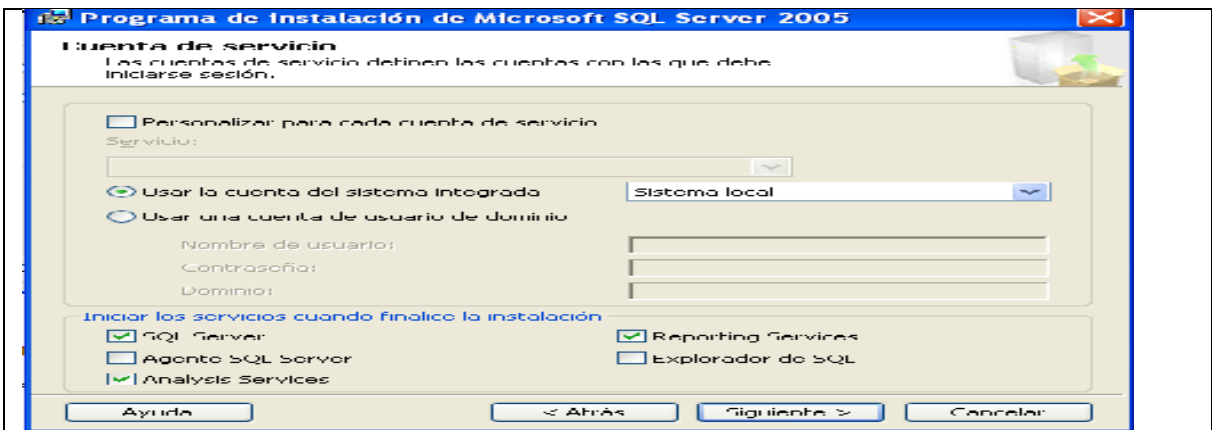 Programa de instalación de Microsoft SQL Server 2005
Cuenta de servicio
Las cuentas de servicio definen las cuentas con las que debe
iniciarse sesión.
Personalizar para cada cuenta de servicio
Servicio:
Usar la cuenta del sistema integrada
Sistema local
Usar una cuenta de usuario de dominio
Nombre de usuario:
Contraseña:
Dominio:
Iniciar los servicios cuando finalice la instalación
SQL Server
Reporting Services
Agente SQL Server
Explorador de SQL
Analysis Services
Ayuda
< Atrás
Siguiente >
Cancelar